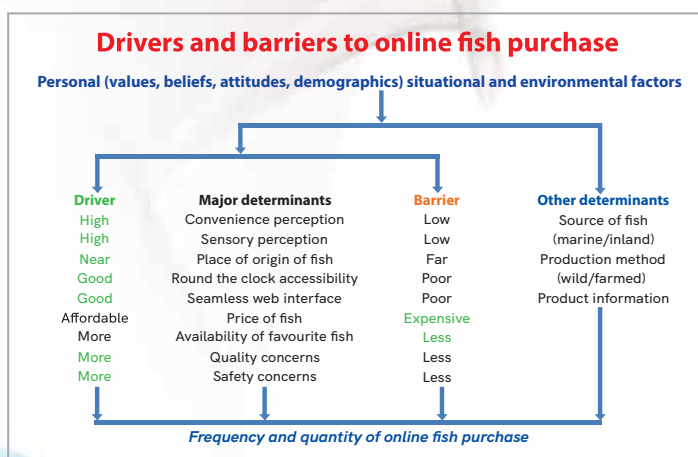 Drivers and barriers to online fish purchase
Personal (values, beliefs, attitudes, demographics) situational and environmental factors
Driver Major determinants Barrier Other determinants
High Convenience perception Low Source of fish
High Sensory perception Low (marine/inland)
Near Place of origin of fish Far Production method
Good Round the clock accessibility Poor (wild/farmed)
Good Seamless web interface Poor Product information
Affordable Price of fish Expensive
More Availability of favourite fish Less
More Quality concerns Less
More Safety concerns Less
Frequency and quantity of online fish purchase